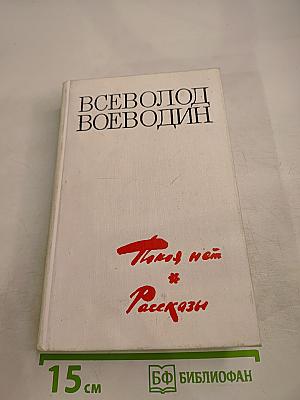 ВСЕВОЛОД
ВОЕВОДИН
Покоя нет
*
Рассказы
15 см
БФ БИБЛИОФАН